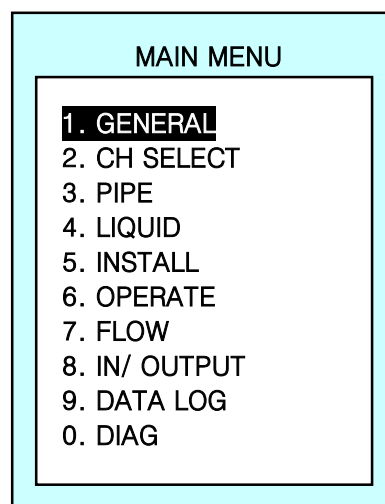 MAIN MENU
1. GENERAL
2. CH SELECT
3. PIPE
4. LIQUID
5. INSTALL
6. OPERATE
7. FLOW
8. IN/ OUTPUT
9. DATA LOG
0. DIAG